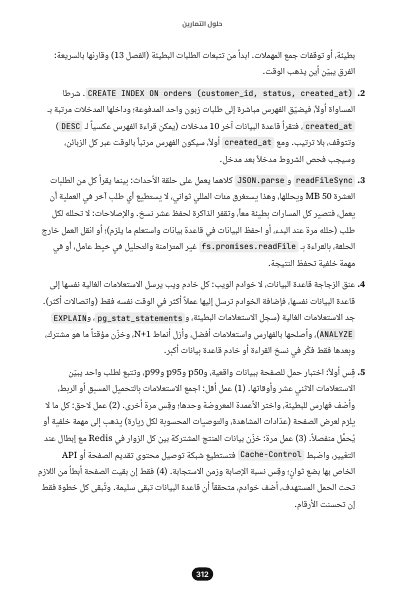 حلول التمارين
بطيئة، أو توقفات جمع المهملات. ابدأ من تتبعات الطلبات البطيئة (الفصل 13) وقارنها بالسريعة:
الفرق يبيّن أين يذهب الوقت.
2. CREATE INDEX ON orders (customer_id, status, created_at) . شرطا
المساواة أولاً، فيضيّق الفهرس مباشرة إلى طلبات زبون واحد المدفوعة؛ وداخلها المدخلات مرتبة بـ
created_at ، فتقرأ قاعدة البيانات آخر 10 مدخلات (يمكن قراءة الفهرس عكسياً لـ DESC )
وتتوقف، بلا ترتيب. ومع created_at أولاً، سيكون الفهرس مرتباً بالوقت عبر كل الزبائن،
وسيجب فحص الشروط مدخلاً بعد مدخل.
3. readFileSync و JSON.parse كلاهما يعمل على حلقة الأحداث: بينما يقرأ كل من الطلبات
العشرة 50 MB ويحللها، وهذا يستغرق مئات المللي ثواني، لا يستطيع أي طلب آخر في العملية أن
يعمل، فتصير كل المسارات بطيئة معاً، وتقفز الذاكرة لحفظ عشر نسخ. والإصلاحات: لا تحلله لكل
طلب (حلله مرة عند البدء، أو احفظ البيانات في قاعدة بيانات واستعلم ما يلزم)؛ أو انقل العمل خارج
الحلقة، بالقراءة بـ fs.promises.readFile غير المتزامنة والتحليل في خيط عامل، أو في
مهمة خلفية تحفظ النتيجة.
4. عنق الزجاجة قاعدة البيانات، لا خوادم الويب: كل خادم ويب يرسل الاستعلامات الغالية نفسها إلى
قاعدة البيانات نفسها، فإضافة الخوادم ترسل إليها عملاً أكثر في الوقت نفسه فقط (واتصالات أكثر).
جد الاستعلامات الغالية (سجل الاستعلامات البطيئة، و pg_stat_statements ، و EXPLAIN
ANALYZE )، وأصلحها بالفهارس واستعلامات أفضل، وأزل أنماط N+1، وخزّن مؤقتاً ما هو مشترك،
وبعدها فقط فكّر في نسخ القراءة أو خادم قاعدة بيانات أكبر.
5. قِس أولاً: اختبار حمل للصفحة ببيانات واقعية، وp50 وp95 وp99، وتتبع لطلب واحد يبيّن
الاستعلامات الاثني عشر وأوقاتها. (1) عمل أقل: اجمع الاستعلامات بالتحميل المسبق أو الربط،
وأضف فهارس للبطيئة، واختر الأعمدة المعروضة وحدها؛ وقِس مرة أخرى. (2) عمل لاحق: كل ما لا
يلزم لعرض الصفحة (عدّادات المشاهدة، والتوصيات المحسوبة لكل زيارة) يذهب إلى مهمة خلفية أو
يُحمَّل منفصلاً. (3) عمل مرة: خزّن بيانات المنتج المشتركة بين كل الزوار في Redis مع إبطال عند
التغيير، واضبط Cache-Control فتستطيع شبكة توصيل محتوى تقديم الصفحة أو API
الخاص بها بضع ثوانٍ؛ وقِس نسبة الإصابة وزمن الاستجابة. (4) فقط إن بقيت الصفحة أبطأ من اللازم
تحت الحمل المستهدف، أضف خوادم، متحققاً أن قاعدة البيانات تبقى سليمة. وتُبقى كل خطوة فقط
إن تحسنت الأرقام.
312